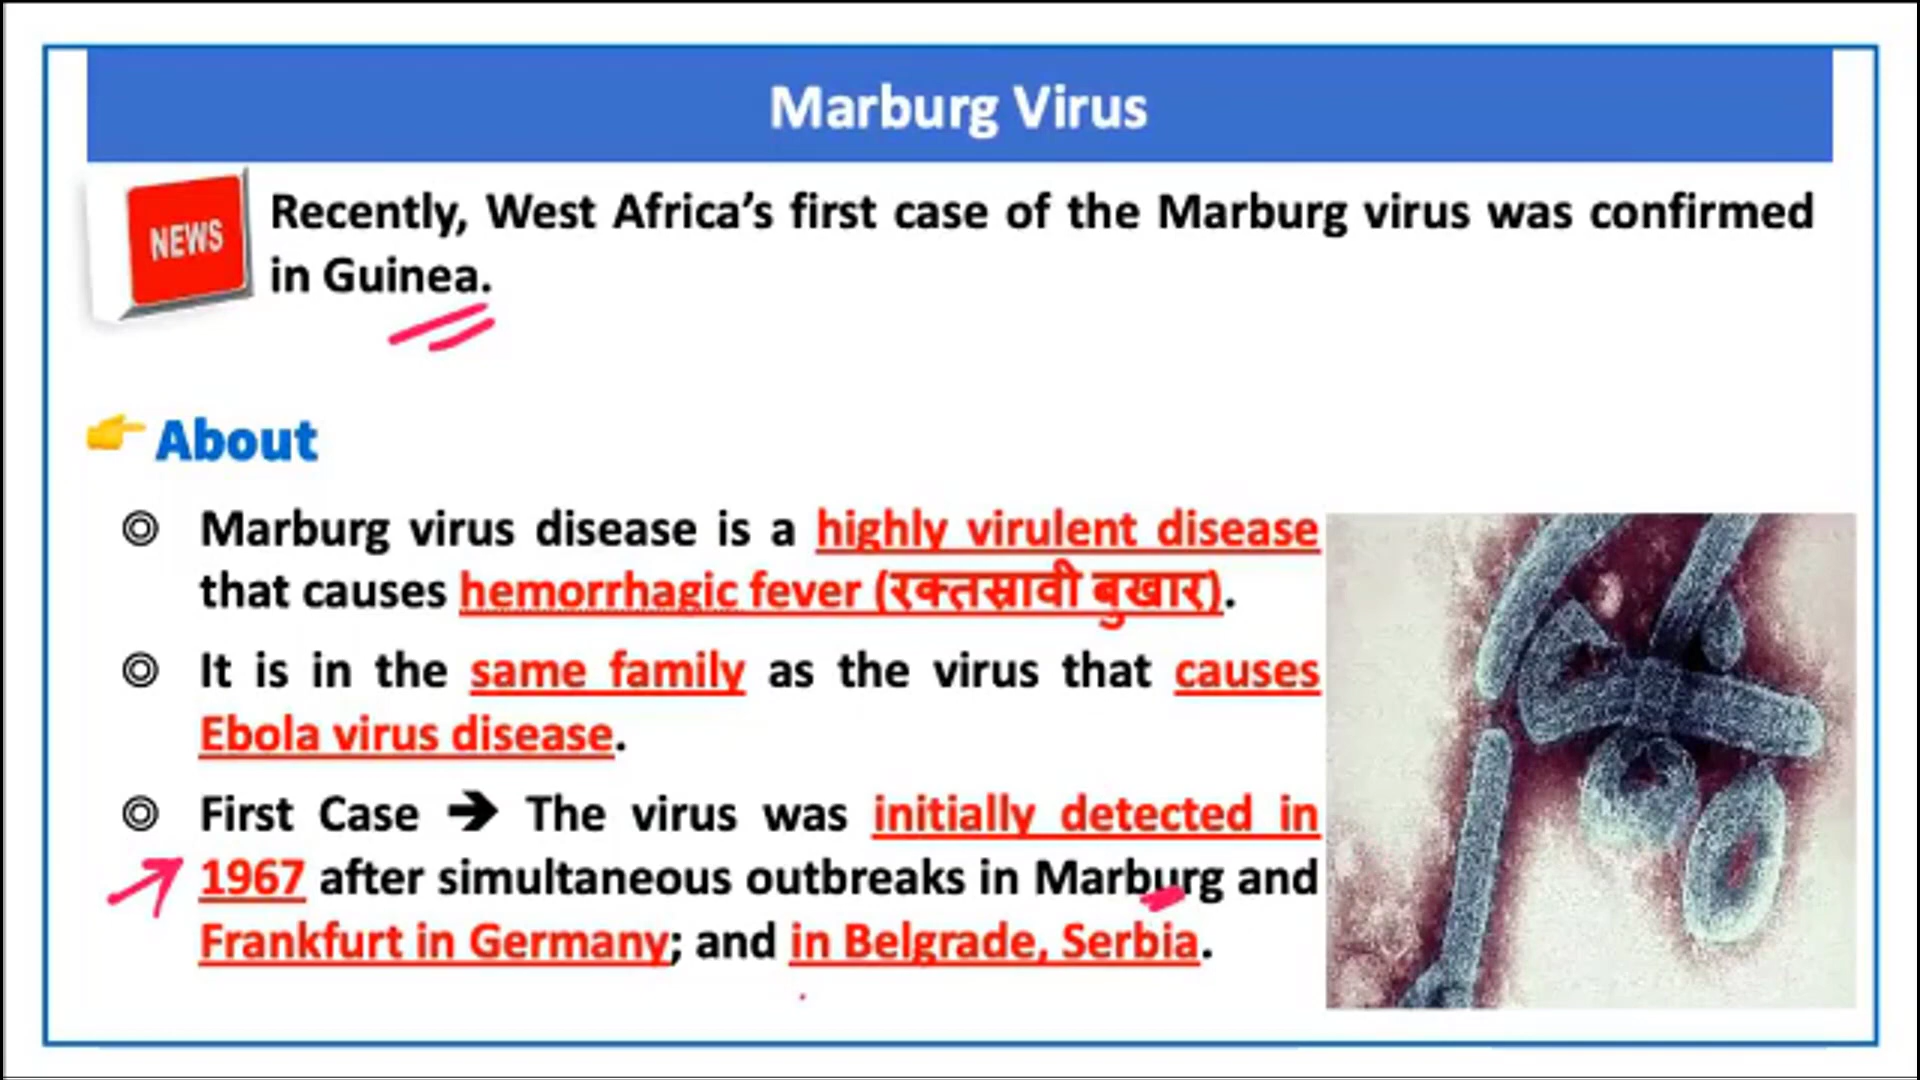 Marburg Virus
NEWS
Recently, West Africa's first case of the Marburg virus was confirmed
in Guinea.
About
Marburg virus disease is a highly virulent disease
that causes hemorrhagic fever (रक्तस्रावी बुखार).
It is in the same family as the virus that causes
Ebola virus disease.
First Case ➔ The virus was initially detected in
1967 after simultaneous outbreaks in Marburg and
Frankfurt in Germany; and in Belgrade, Serbia.